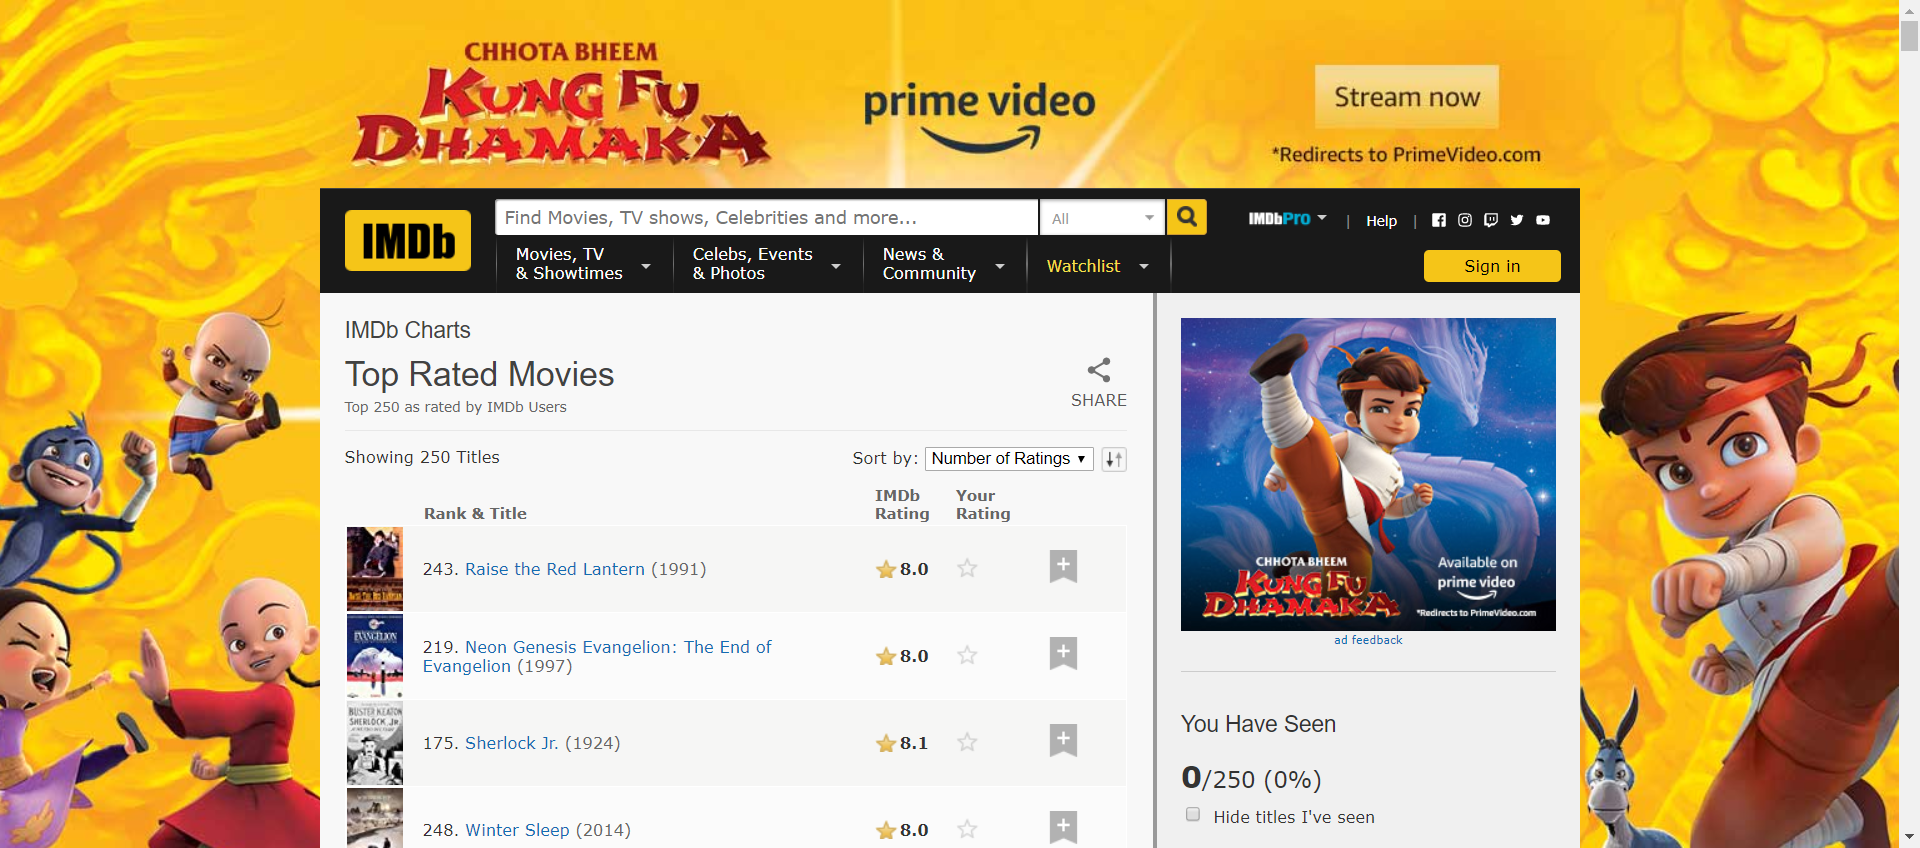 CHHOTA BHEEM
KUNG FU
DHAMAKA
prime video
Stream now
*Redirects to PrimeVideo.com
IMDb
Find Movies, TV shows, Celebrities and more...
All
IMDbPro
|
Help
|
Movies, TV
& Showtimes
Celebs, Events
& Photos
News &
Community
Watchlist
Sign in
IMDb Charts
Top Rated Movies
Top 250 as rated by IMDb Users
SHARE
Showing 250 Titles
Sort by: Number of Ratings
Rank & Title
IMDb
Rating
Your
Rating
243. Raise the Red Lantern (1991)
8.0
EVANGELION
219. Neon Genesis Evangelion: The End of
Evangelion (1997)
8.0
BUSTER KEATON
SHERLOCK JR.
175. Sherlock Jr. (1924)
8.1
248. Winter Sleep (2014)
8.0
CHHOTA BHEEM
KUNG FU
DHAMAKA
Available on
prime video
*Redirects to PrimeVideo.com
ad feedback
You Have Seen
0/250 (0%)
Hide titles I've seen